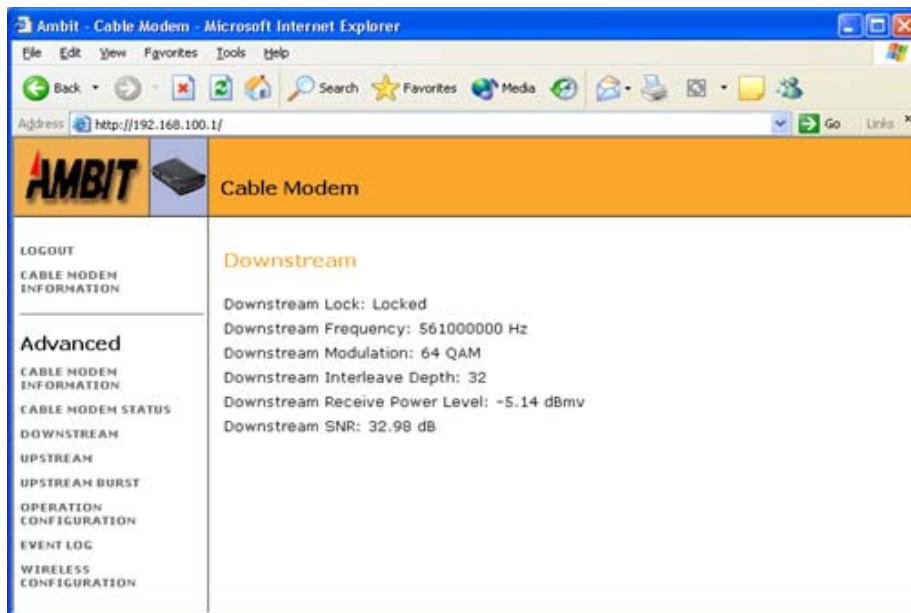 Ambit - Cable Modem - Microsoft Internet Explorer
File Edit View Favorites Tools Help
Back Search Favorites Media
Address http://192.168.100.1/ Go Links
AMBIT Cable Modem
LOGOUT
CABLE MODEM
INFORMATION
Advanced
CABLE MODEM
INFORMATION
CABLE MODEM STATUS
DOWNSTREAM
UPSTREAM
UPSTREAM BURST
OPERATION
CONFIGURATION
EVENT LOG
WIRELESS
CONFIGURATION
Downstream
Downstream Lock: Locked
Downstream Frequency: 561000000 Hz
Downstream Modulation: 64 QAM
Downstream Interleave Depth: 32
Downstream Receive Power Level: -5.14 dBmv
Downstream SNR: 32.98 dB